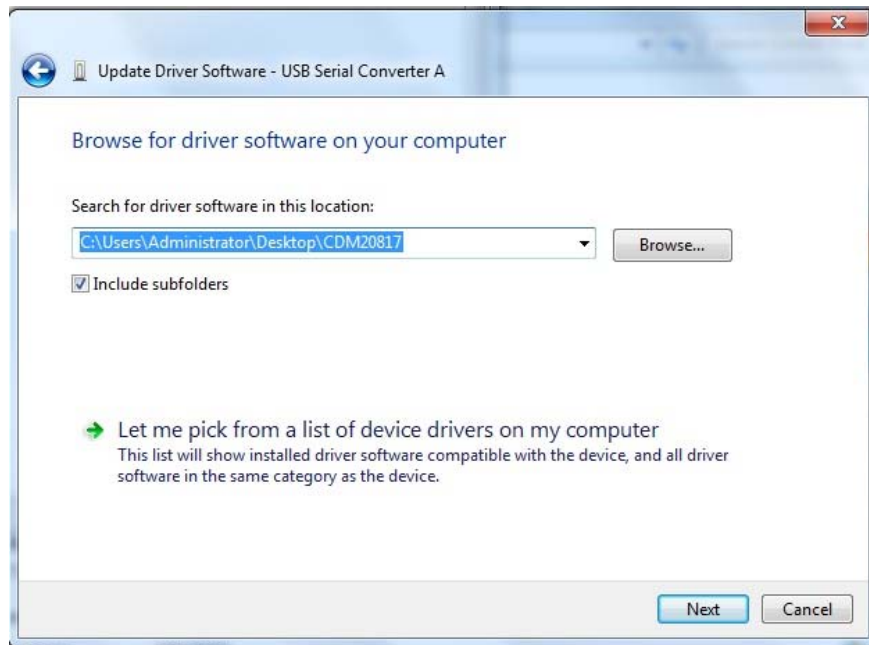 Update Driver Software - USB Serial Converter A
Browse for driver software on your computer
Search for driver software in this location:
C:\Users\Administrator\Desktop\CDM20817
Browse...
Include subfolders
Let me pick from a list of device drivers on my computer
This list will show installed driver software compatible with the device, and all driver
software in the same category as the device.
Next
Cancel